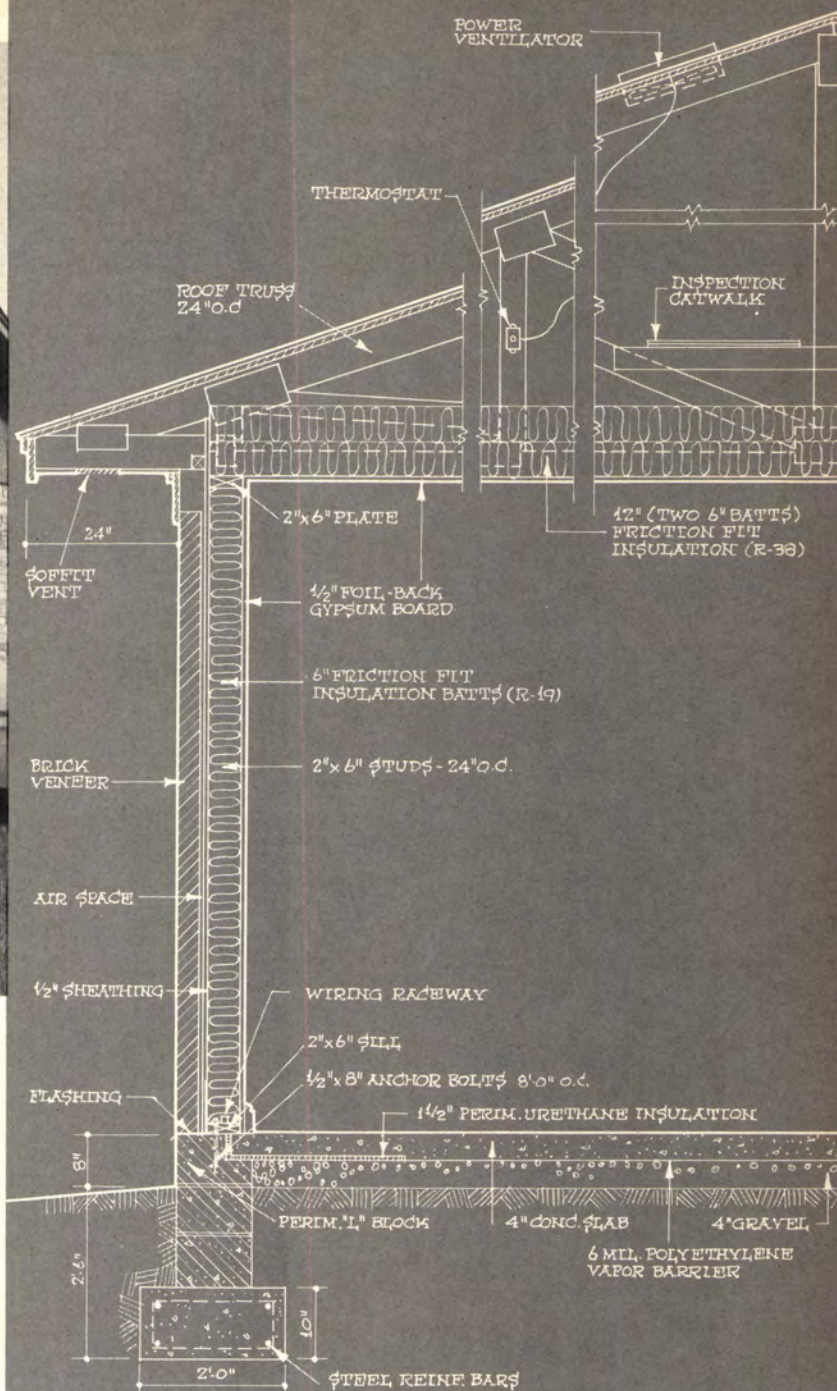 POWER
VENTILATOR
THERMOSTAT
ROOF TRUSS
24" O.C
INSPECTION
CATWALK
2"x 6" PLATE
12" (TWO 6" BATTS)
FRICTION FIT
INSULATION (R-38)
24"
SOFFIT
VENT
1/2" FOIL-BACK
GYPSUM BOARD
6" FRICTION FIT
INSULATION BATTS (R-19)
BRICK
VENEER
2"x 6" STUDS - 24" O.C.
AIR SPACE
1/2" SHEATHING
WIRING RACEWAY
2"x 6" SILL
1/2"x 8" ANCHOR BOLTS 8'-0" O.C.
FLASHING
1 1/2" PERIM. URETHANE INSULATION
8"
PERIM. "L" BLOCK
4" CONC. SLAB
4" GRAVEL
6 MIL. POLYETHYLENE
VAPOR BARRIER
2'-6"
10"
2'-0"
STEEL REINF. BARS